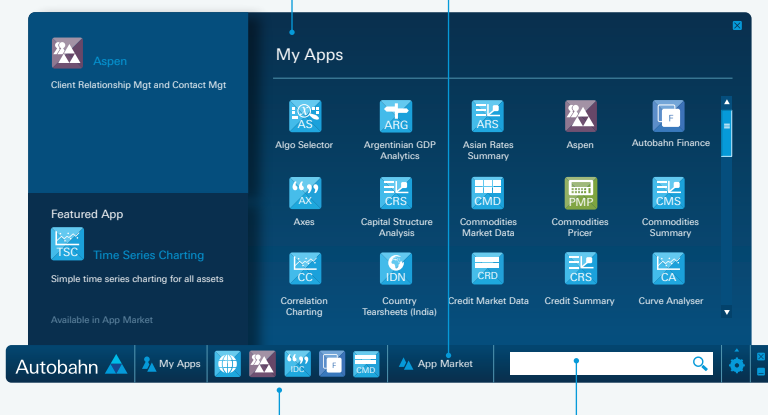 Aspen
Client Relationship Mgt and Contact Mgt
Featured App
TSC
Time Series Charting
Simple time series charting for all assets
Available in App Market
My Apps
AS
ARG
ARS
F
Algo Selector
Argentinian GDP
Analytics
Asian Rates
Summary
Aspen
Autobahn Finance
AX
CRS
CMD
PMP
CMS
Axes
Capital Structure
Analysis
Commodities
Market Data
Commodities
Pricer
Commodities
Summary
CC
IDN
CRD
CRS
CA
Correlation
Charting
Country
Tearsheets (India)
Credit Market Data
Credit Summary
Curve Analyser
Autobahn
My Apps
IDC
F
CMD
App Market